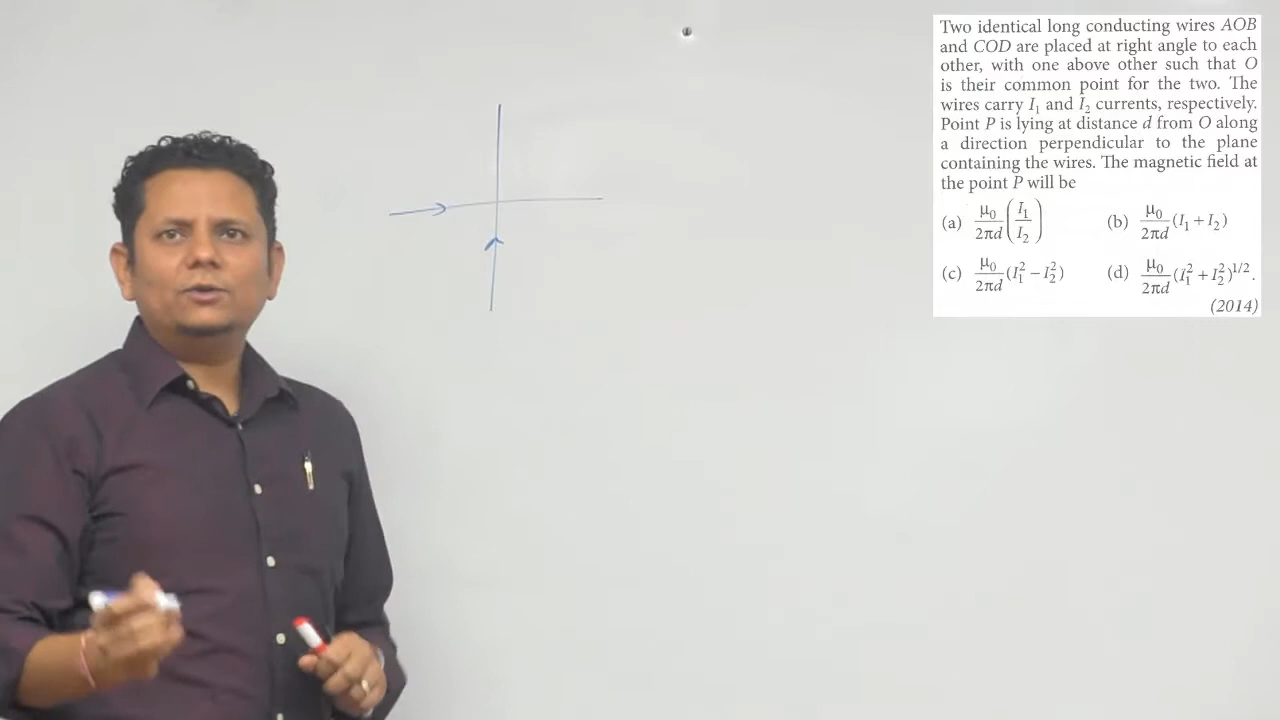 Two identical long conducting wires AOB
and COD are placed at right angle to each
other, with one above other such that O
is their common point for the two. The
wires carry I₁ and I₂ currents, respectively.
Point P is lying at distance d from O along
a direction perpendicular to the plane
containing the wires. The magnetic field at
the point P will be
(a) μ₀/2πd (I₁/I₂) (b) μ₀/2πd (I₁ + I₂)
(c) μ₀/2πd (I₁² − I₂²) (d) μ₀/2πd (I₁² + I₂²)^1/2.
(2014)